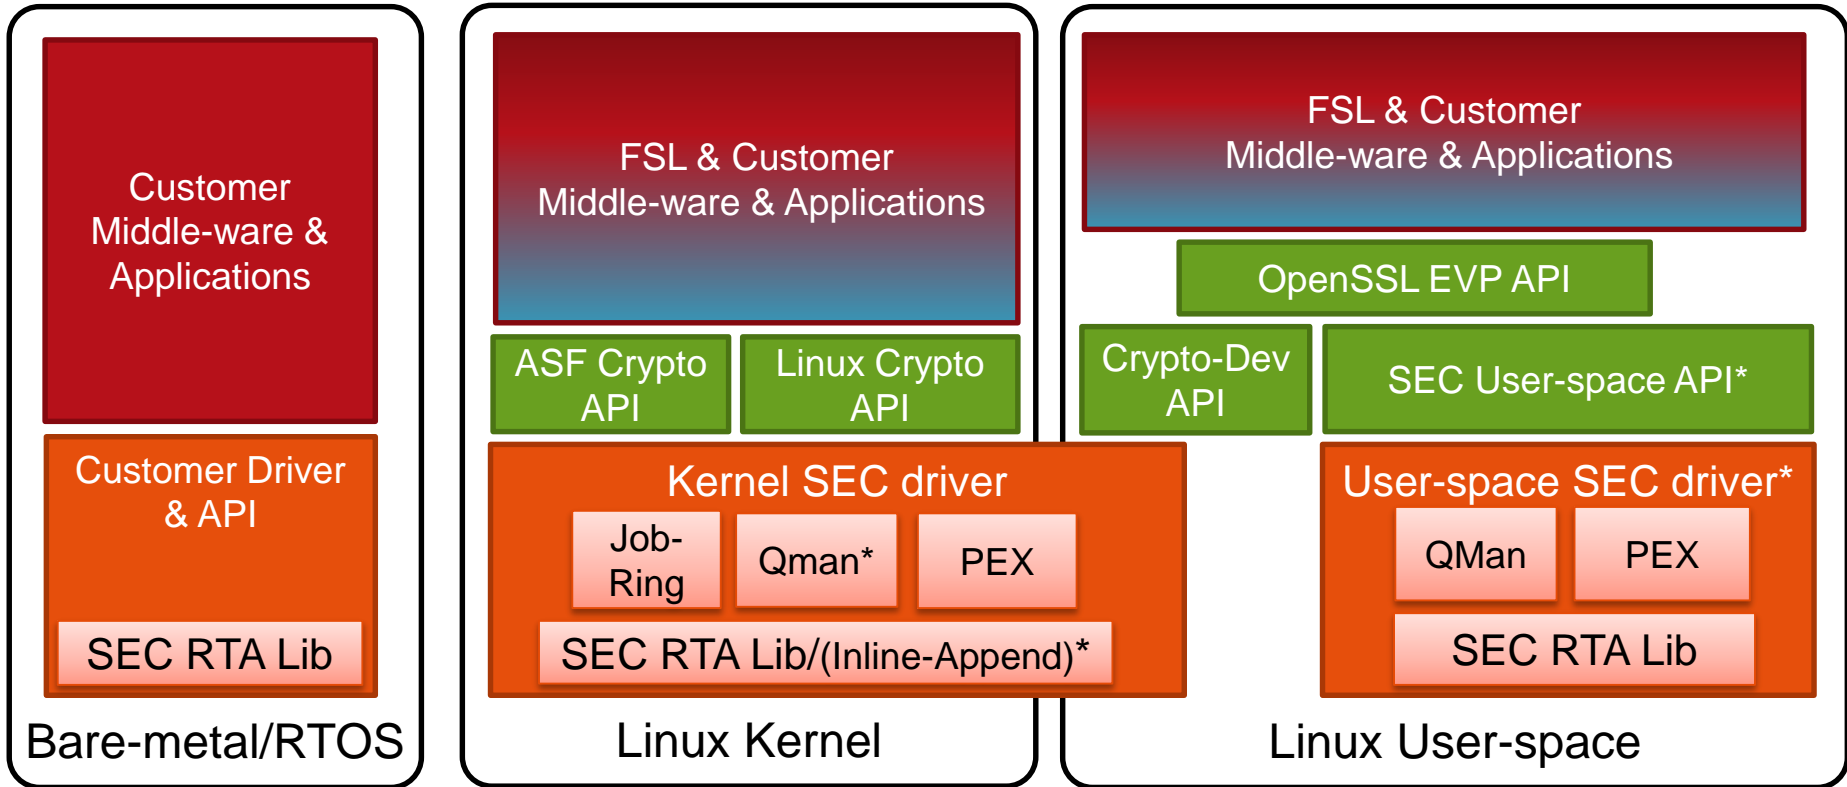 Customer
Middle-ware &
Applications
Customer Driver
& API
SEC RTA Lib
Bare-metal/RTOS
FSL & Customer
Middle-ware & Applications
ASF Crypto
API
Linux Crypto
API
Kernel SEC driver
Job-
Ring
Qman*
PEX
SEC RTA Lib/(Inline-Append)*
Linux Kernel
FSL & Customer
Middle-ware & Applications
OpenSSL EVP API
Crypto-Dev
API
SEC User-space API*
User-space SEC driver*
QMan
PEX
SEC RTA Lib
Linux User-space